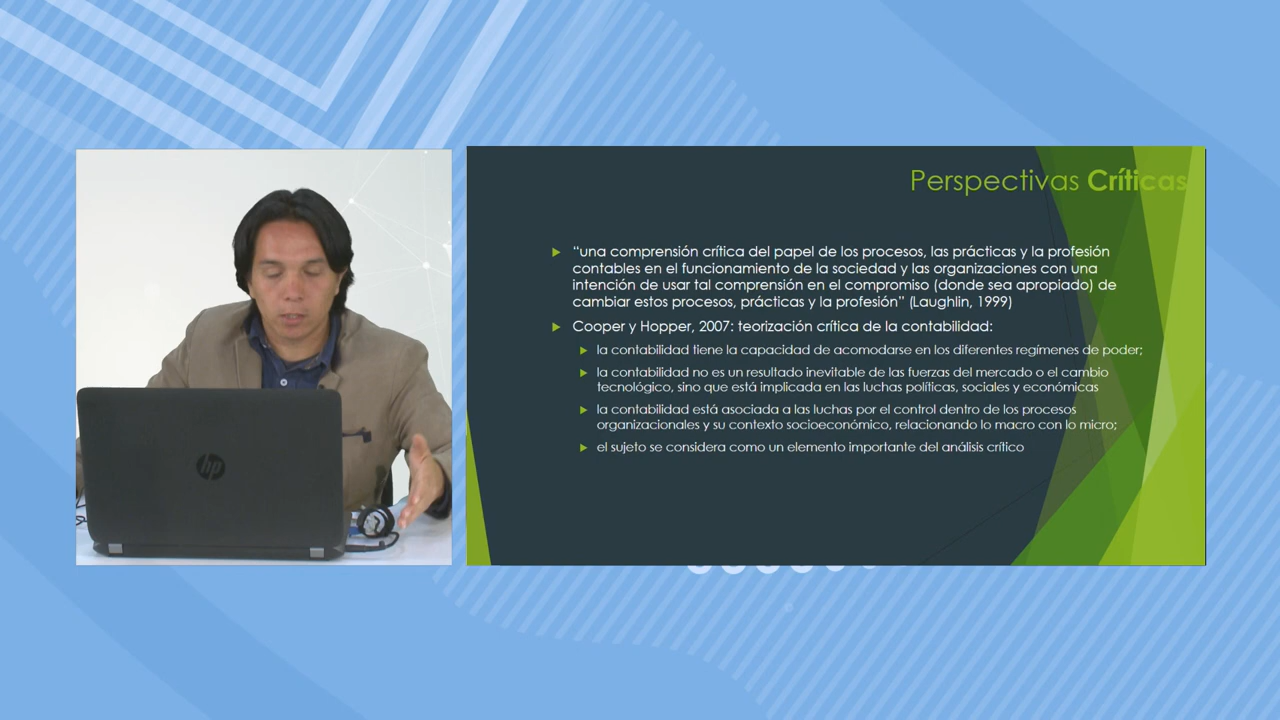 Perspectivas Críticas
“una comprensión crítica del papel de los procesos, las prácticas y la profesión
contables en el funcionamiento de la sociedad y las organizaciones con una
intención de usar tal comprensión en el compromiso (donde sea apropiado) de
cambiar estos procesos, prácticas y la profesión” (Laughlin, 1999)
Cooper y Hopper, 2007: teorización crítica de la contabilidad:
la contabilidad tiene la capacidad de acomodarse en los diferentes regímenes de poder;
la contabilidad no es un resultado inevitable de las fuerzas del mercado o el cambio
tecnológico, sino que está implicada en las luchas políticas, sociales y económicas
la contabilidad está asociada a las luchas por el control dentro de los procesos
organizacionales y su contexto socioeconómico, relacionando lo macro con lo micro;
el sujeto se considera como un elemento importante del análisis crítico
hp